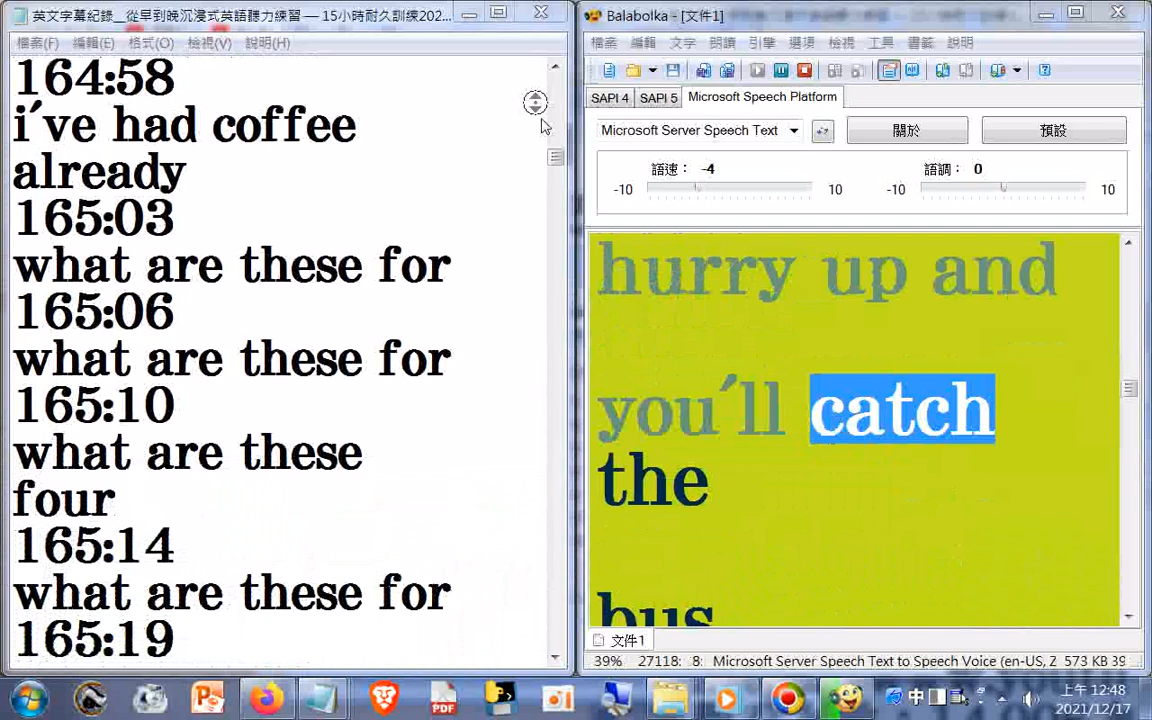 英文字幕紀錄__從早到晚沉浸式英語聽力練習 — 15小時耐久訓練202...
檔案(F) 編輯(E) 格式(O) 檢視(V) 說明(H)
164:58
i´ve had coffee
already
165:03
what are these for
165:06
what are these for
165:10
what are these
four
165:14
what are these for
165:19
Balabolka - [文件1]
檔案 編輯 文字 朗讀 引擎 選項 檢視 工具 書籤 說明
SAPI 4 SAPI 5 Microsoft Speech Platform
Microsoft Server Speech Text 關於 預設
語速： -4 語調： 0
-10 10 -10 10
hurry up and
you´ll catch
the
bus
文件1
39% 27118: 8: Microsoft Server Speech Text to Speech Voice (en-US, Z 573 KB 39
PDF 中 上午 12:48
2021/12/17